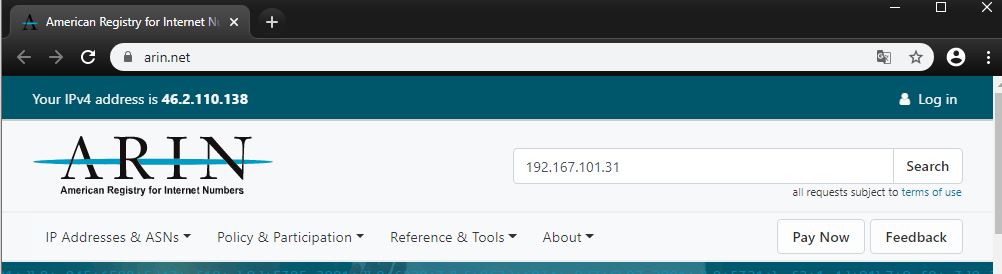 American Registry for Internet Nu
arin.net
Your IPv4 address is 46.2.110.138
Log in
ARIN
American Registry for Internet Numbers
192.167.101.31
Search
all requests subject to terms of use
IP Addresses & ASNs
Policy & Participation
Reference & Tools
About
Pay Now
Feedback